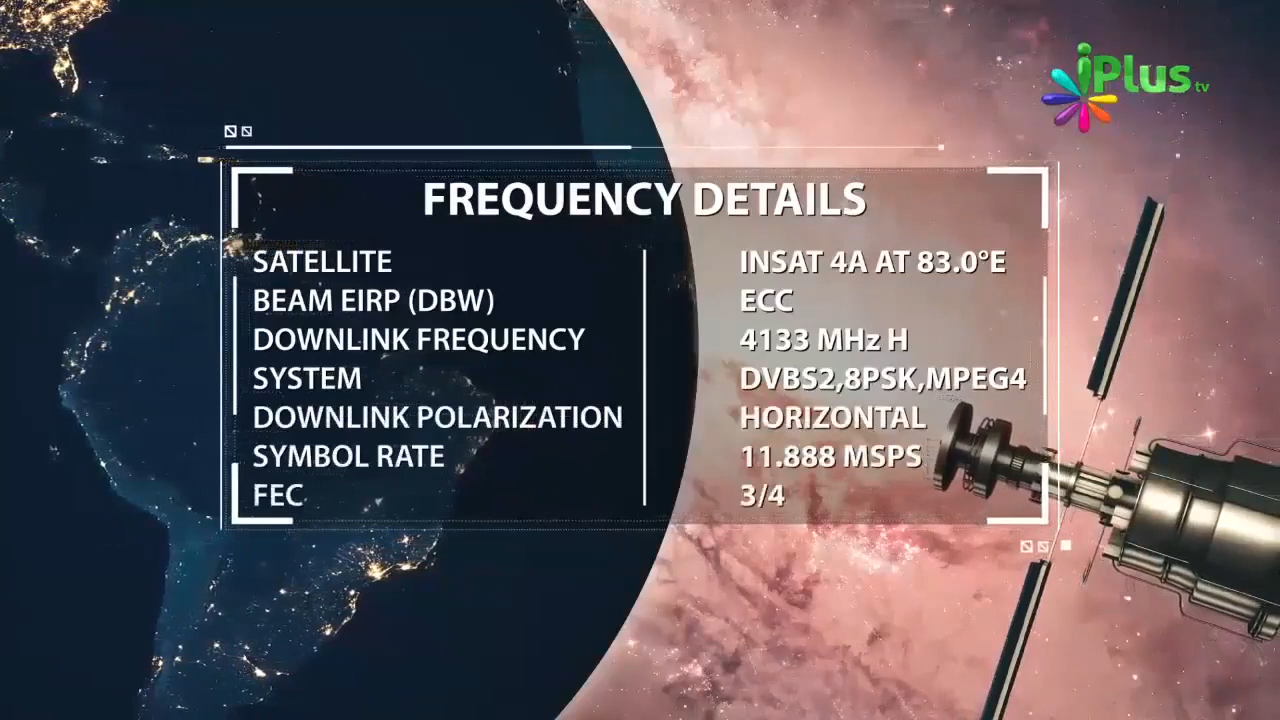 iPlus tv
FREQUENCY DETAILS
SATELLITE INSAT 4A AT 83.0°E
BEAM EIRP (DBW) ECC
DOWNLINK FREQUENCY 4133 MHz H
SYSTEM DVBS2,8PSK,MPEG4
DOWNLINK POLARIZATION HORIZONTAL
SYMBOL RATE 11.888 MSPS
FEC 3/4